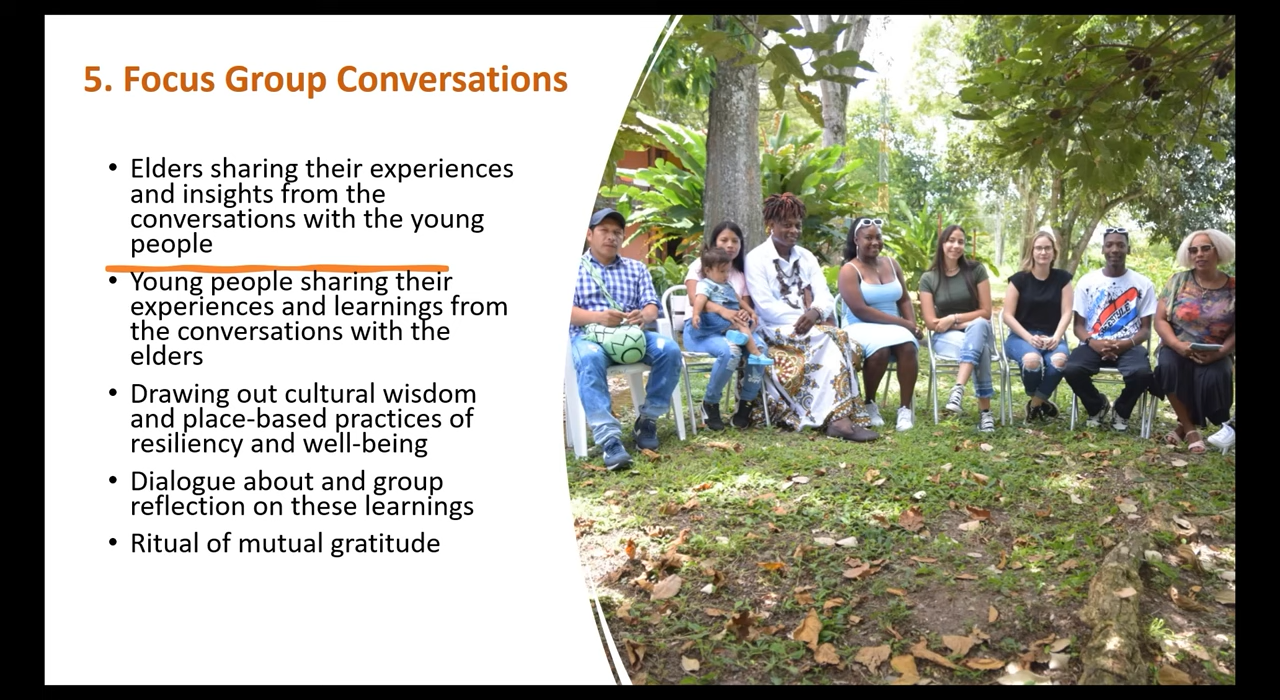 5. Focus Group Conversations
• Elders sharing their experiences
and insights from the
conversations with the young
people
• Young people sharing their
experiences and learnings from
the conversations with the
elders
• Drawing out cultural wisdom
and place-based practices of
resiliency and well-being
• Dialogue about and group
reflection on these learnings
• Ritual of mutual gratitude